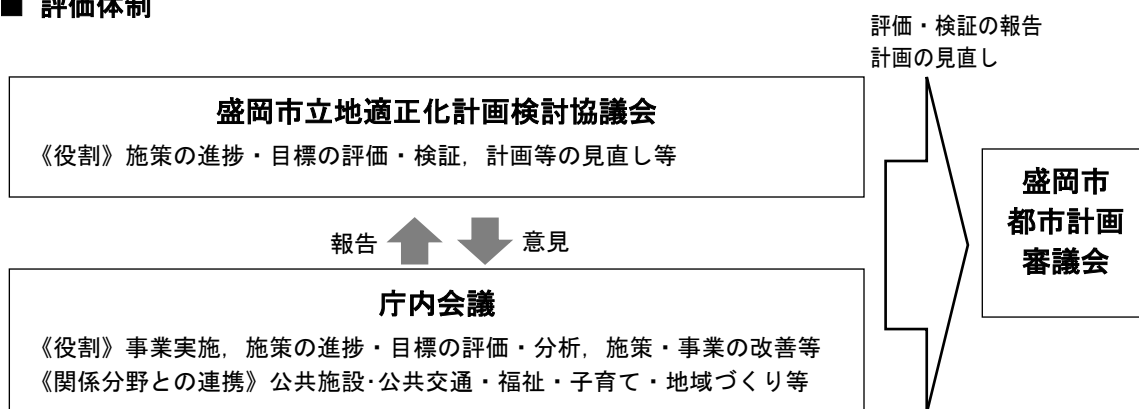 ■ 評価体制
評価・検証の報告
計画の見直し
盛岡市立地適正化計画検討協議会
《役割》施策の進捗・目標の評価・検証，計画等の見直し等
報告
意見
庁内会議
《役割》事業実施，施策の進捗・目標の評価・分析，施策・事業の改善等
《関係分野との連携》公共施設･公共交通・福祉・子育て・地域づくり等
盛岡市
都市計画
審議会